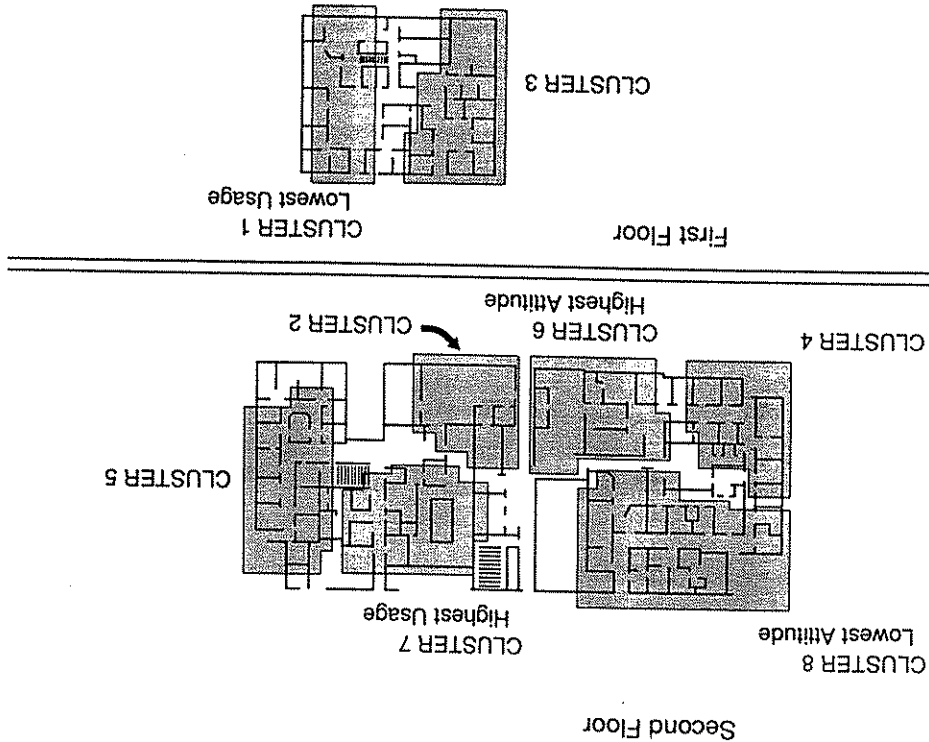 Second Floor
CLUSTER 8
Lowest Attitude
CLUSTER 7
Highest Usage
CLUSTER 5
CLUSTER 4
CLUSTER 6
Highest Attitude
CLUSTER 2
First Floor
CLUSTER 1
Lowest Usage
CLUSTER 3